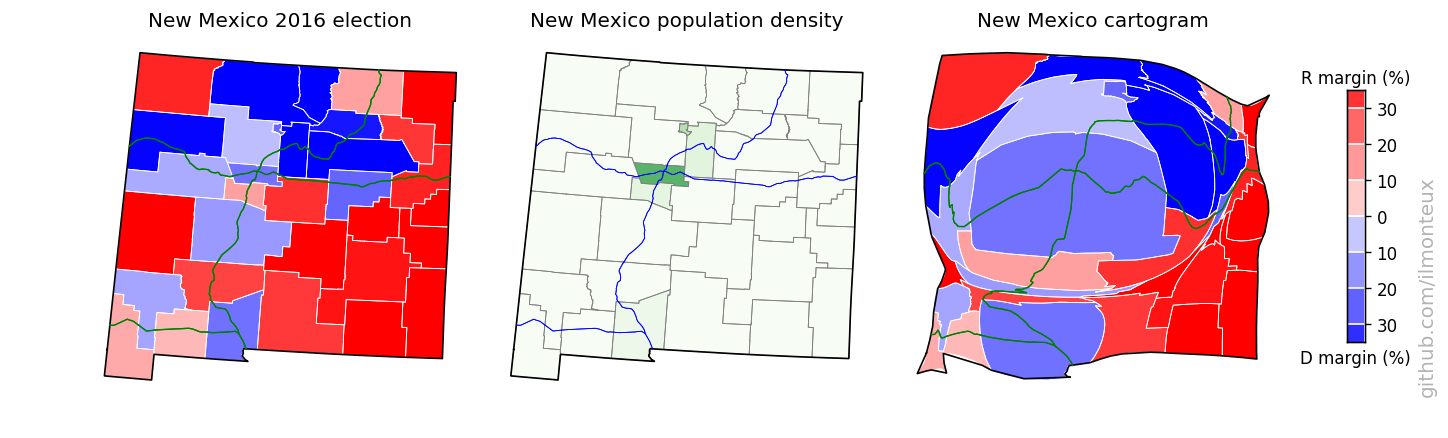 New Mexico 2016 election
New Mexico population density
New Mexico cartogram
R margin (%)
30
20
10
0
10
20
30
D margin (%)
github.com/ilmonteux